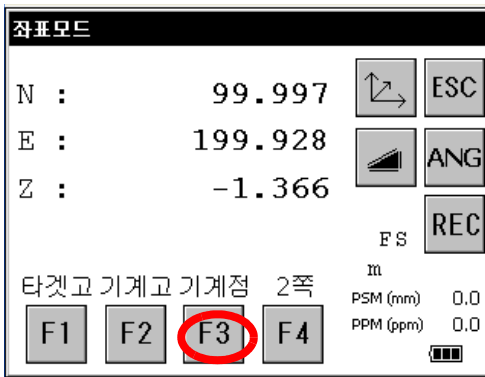 좌표모드
N : 99.997
ESC
E : 199.928
ANG
Z : -1.366
REC
FS
m
타겟고 기계고 기계점 2쪽
PSM (mm) 0.0
F1 F2 F3 F4
PPM (ppm) 0.0